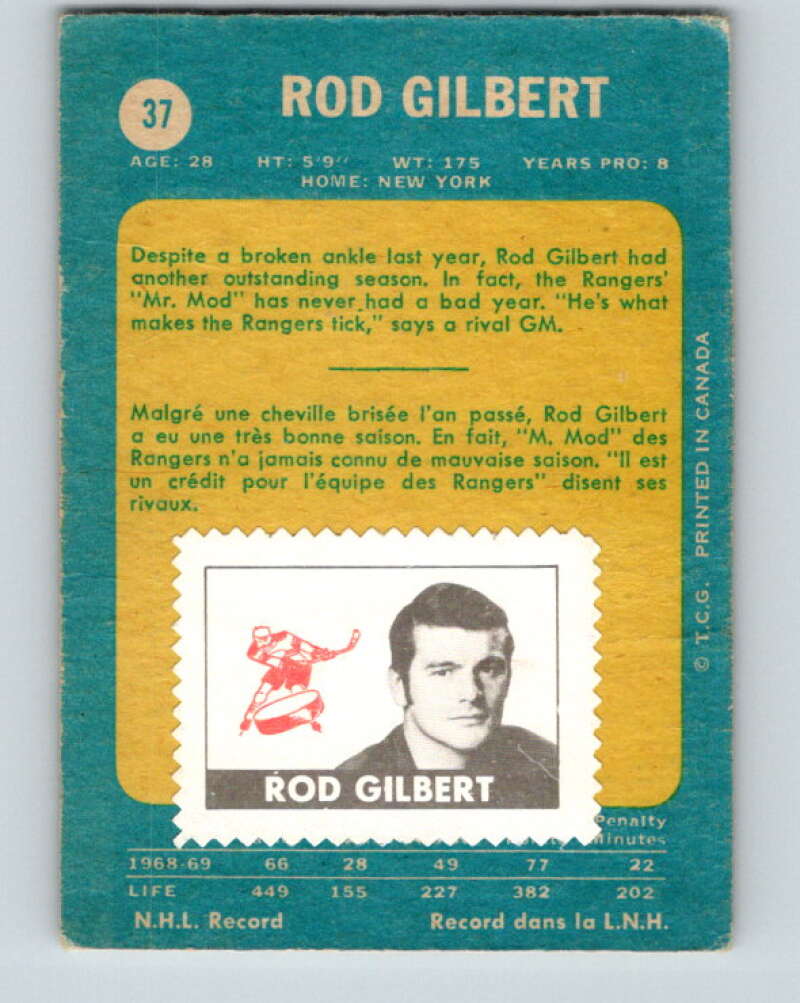 37
ROD GILBERT
AGE: 28 HT: 5'9" WT: 175 YEARS PRO: 8
HOME: NEW YORK
Despite a broken ankle last year, Rod Gilbert had
another outstanding season. In fact, the Rangers'
"Mr. Mod" has never had a bad year. "He's what
makes the Rangers tick," says a rival GM.
Malgré une cheville brisée l'an passé, Rod Gilbert
a eu une très bonne saison. En fait, "M. Mod" des
Rangers n'a jamais connu de mauvaise saison. "Il est
un crédit pour l'équipe des Rangers" disent ses
rivaux.
© T.C.G. PRINTED IN CANADA
ROD GILBERT
Penalty
Minutes
1968-69 66 28 49 77 22
LIFE 449 155 227 382 202
N.H.L. Record Record dans la L.N.H.